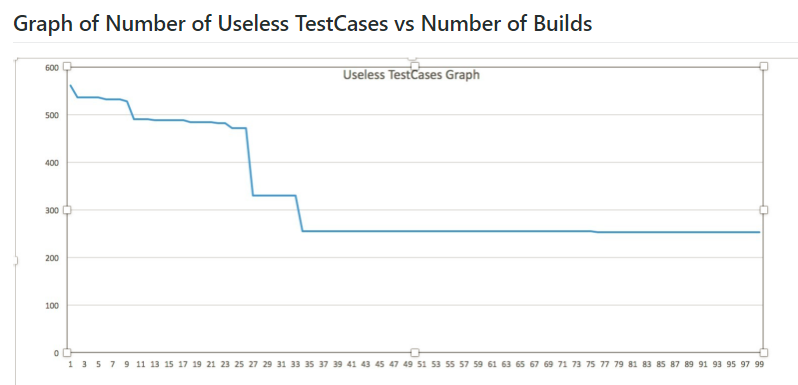 Graph of Number of Useless TestCases vs Number of Builds
Useless TestCases Graph
600
500
400
300
200
100
0
1 3 5 7 9 11 13 15 17 19 21 23 25 27 29 31 33 35 37 39 41 43 45 47 49 51 53 55 57 59 61 63 65 67 69 71 73 75 77 79 81 83 85 87 89 91 93 95 97 99